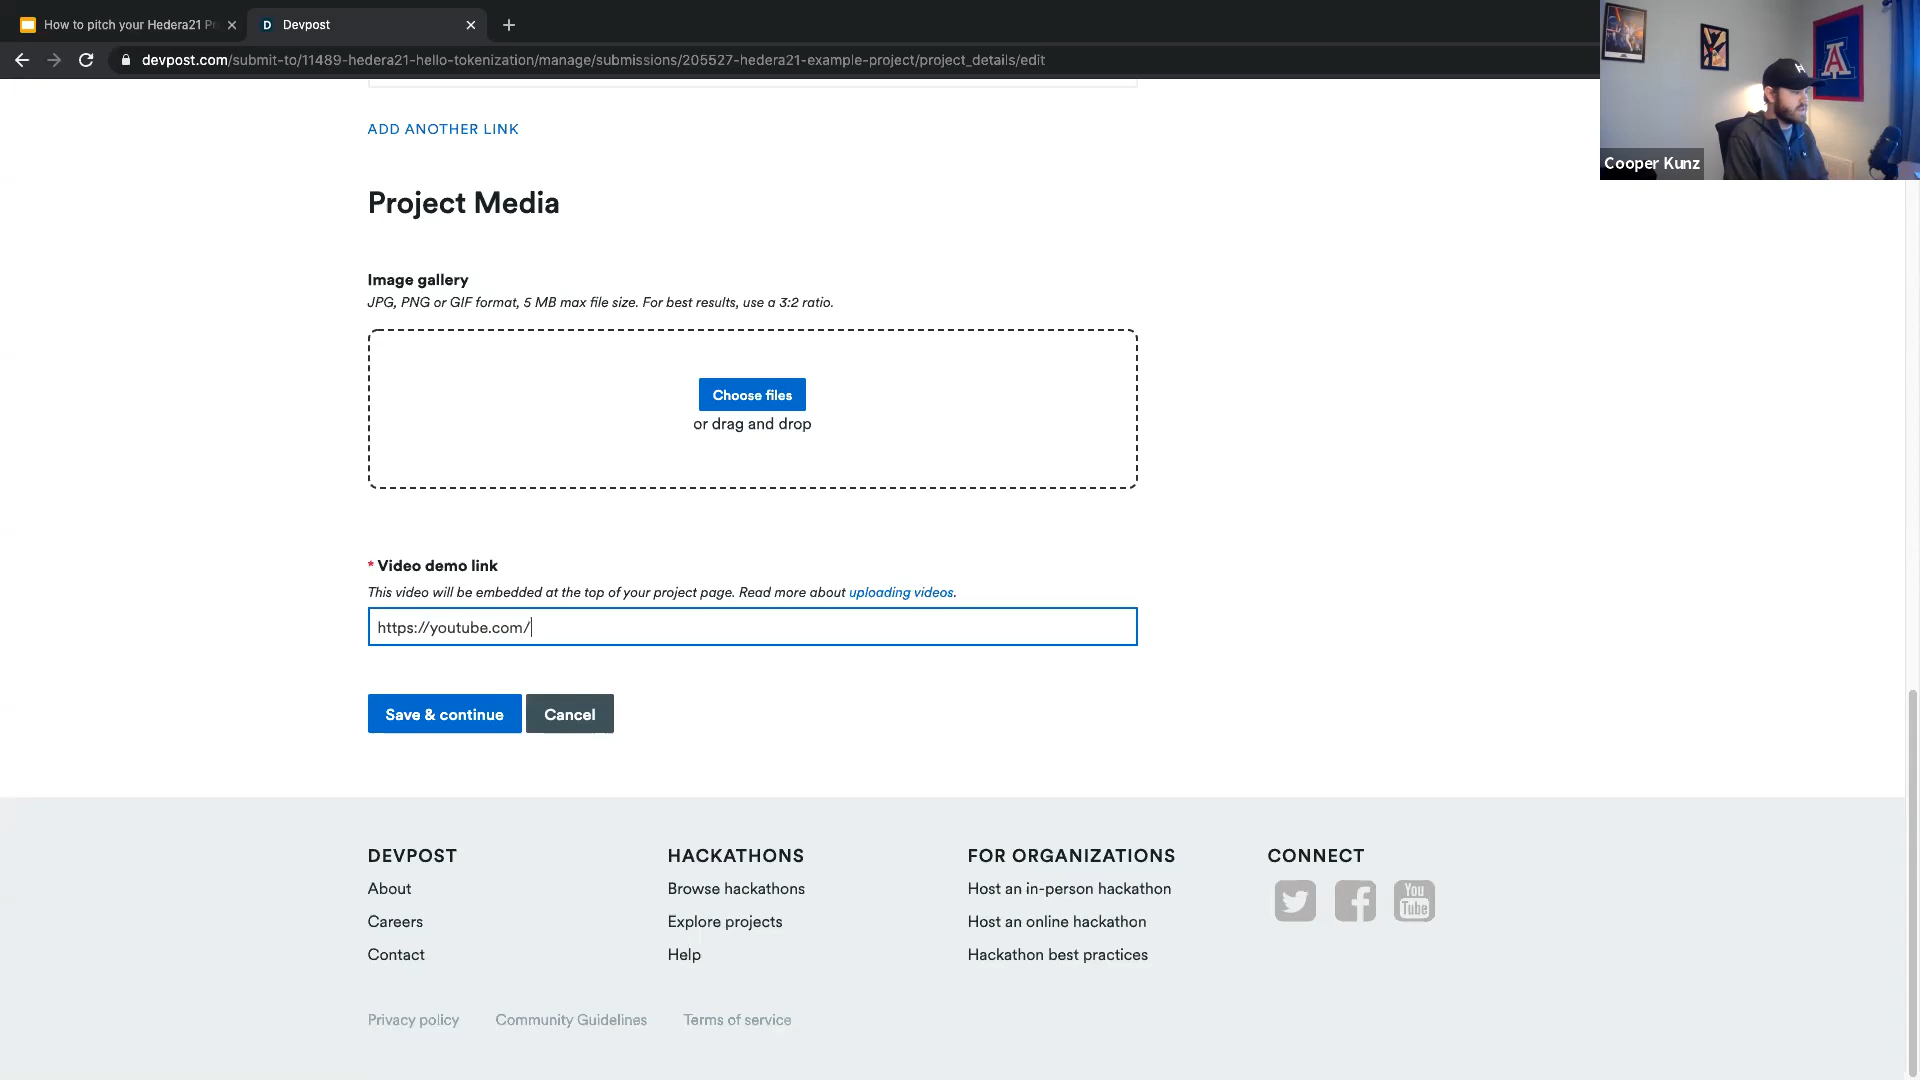 How to pitch your Hedera21 P
Devpost
devpost.com/submit-to/11489-hedera21-hello-tokenization/manage/submissions/205527-hedera21-example-project/project_details/edit
Cooper Kunz
ADD ANOTHER LINK
Project Media
Image gallery
JPG, PNG or GIF format, 5 MB max file size. For best results, use a 3:2 ratio.
Choose files
or drag and drop
* Video demo link
This video will be embedded at the top of your project page. Read more about uploading videos.
https://youtube.com/
Save & continue
Cancel
DEVPOST
About
Careers
Contact
HACKATHONS
Browse hackathons
Explore projects
Help
FOR ORGANIZATIONS
Host an in-person hackathon
Host an online hackathon
Hackathon best practices
CONNECT
You
Tube
Privacy policy
Community Guidelines
Terms of service